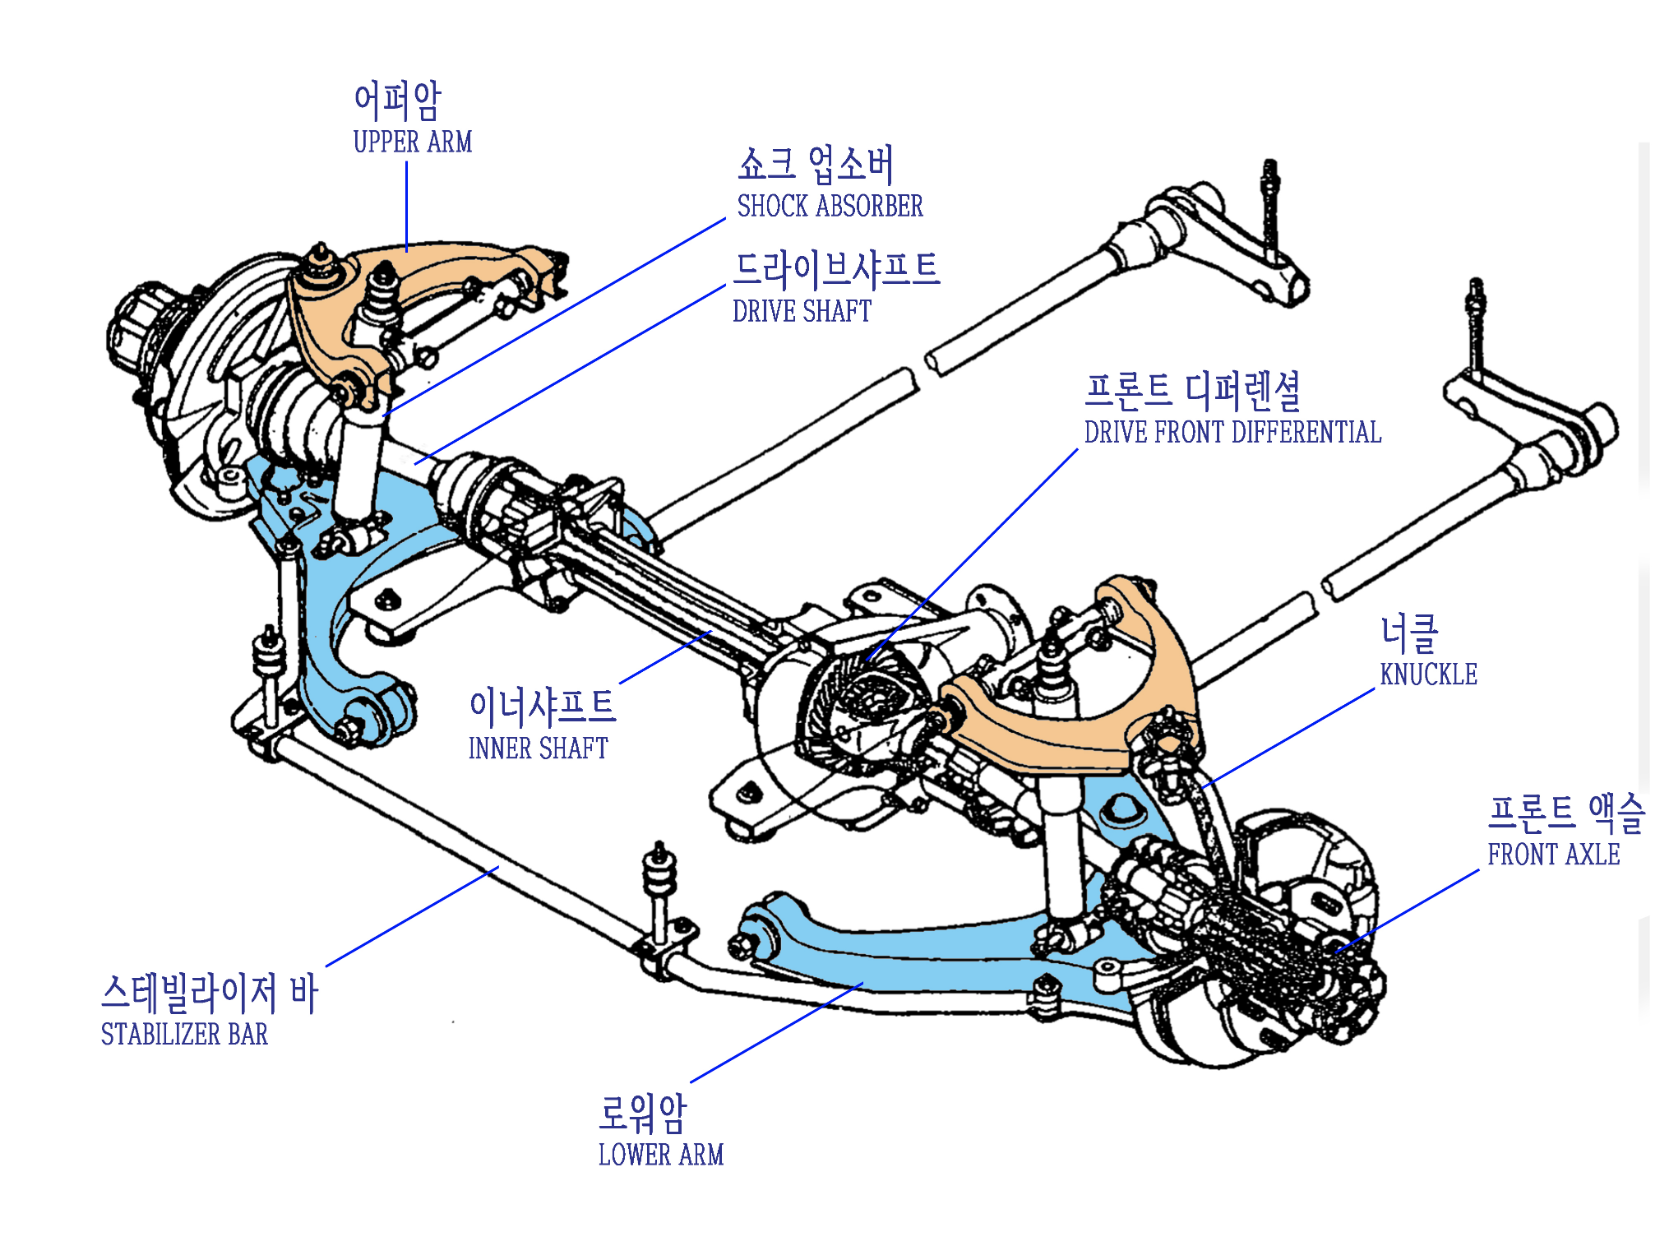 어퍼암
UPPER ARM
쇼크 업소버
SHOCK ABSORBER
드라이브샤프트
DRIVE SHAFT
프론트 디퍼렌셜
DRIVE FRONT DIFFERENTIAL
너클
KNUCKLE
이너샤프트
INNER SHAFT
프론트 액슬
FRONT AXLE
스테빌라이저 바
STABILIZER BAR
로워암
LOWER ARM